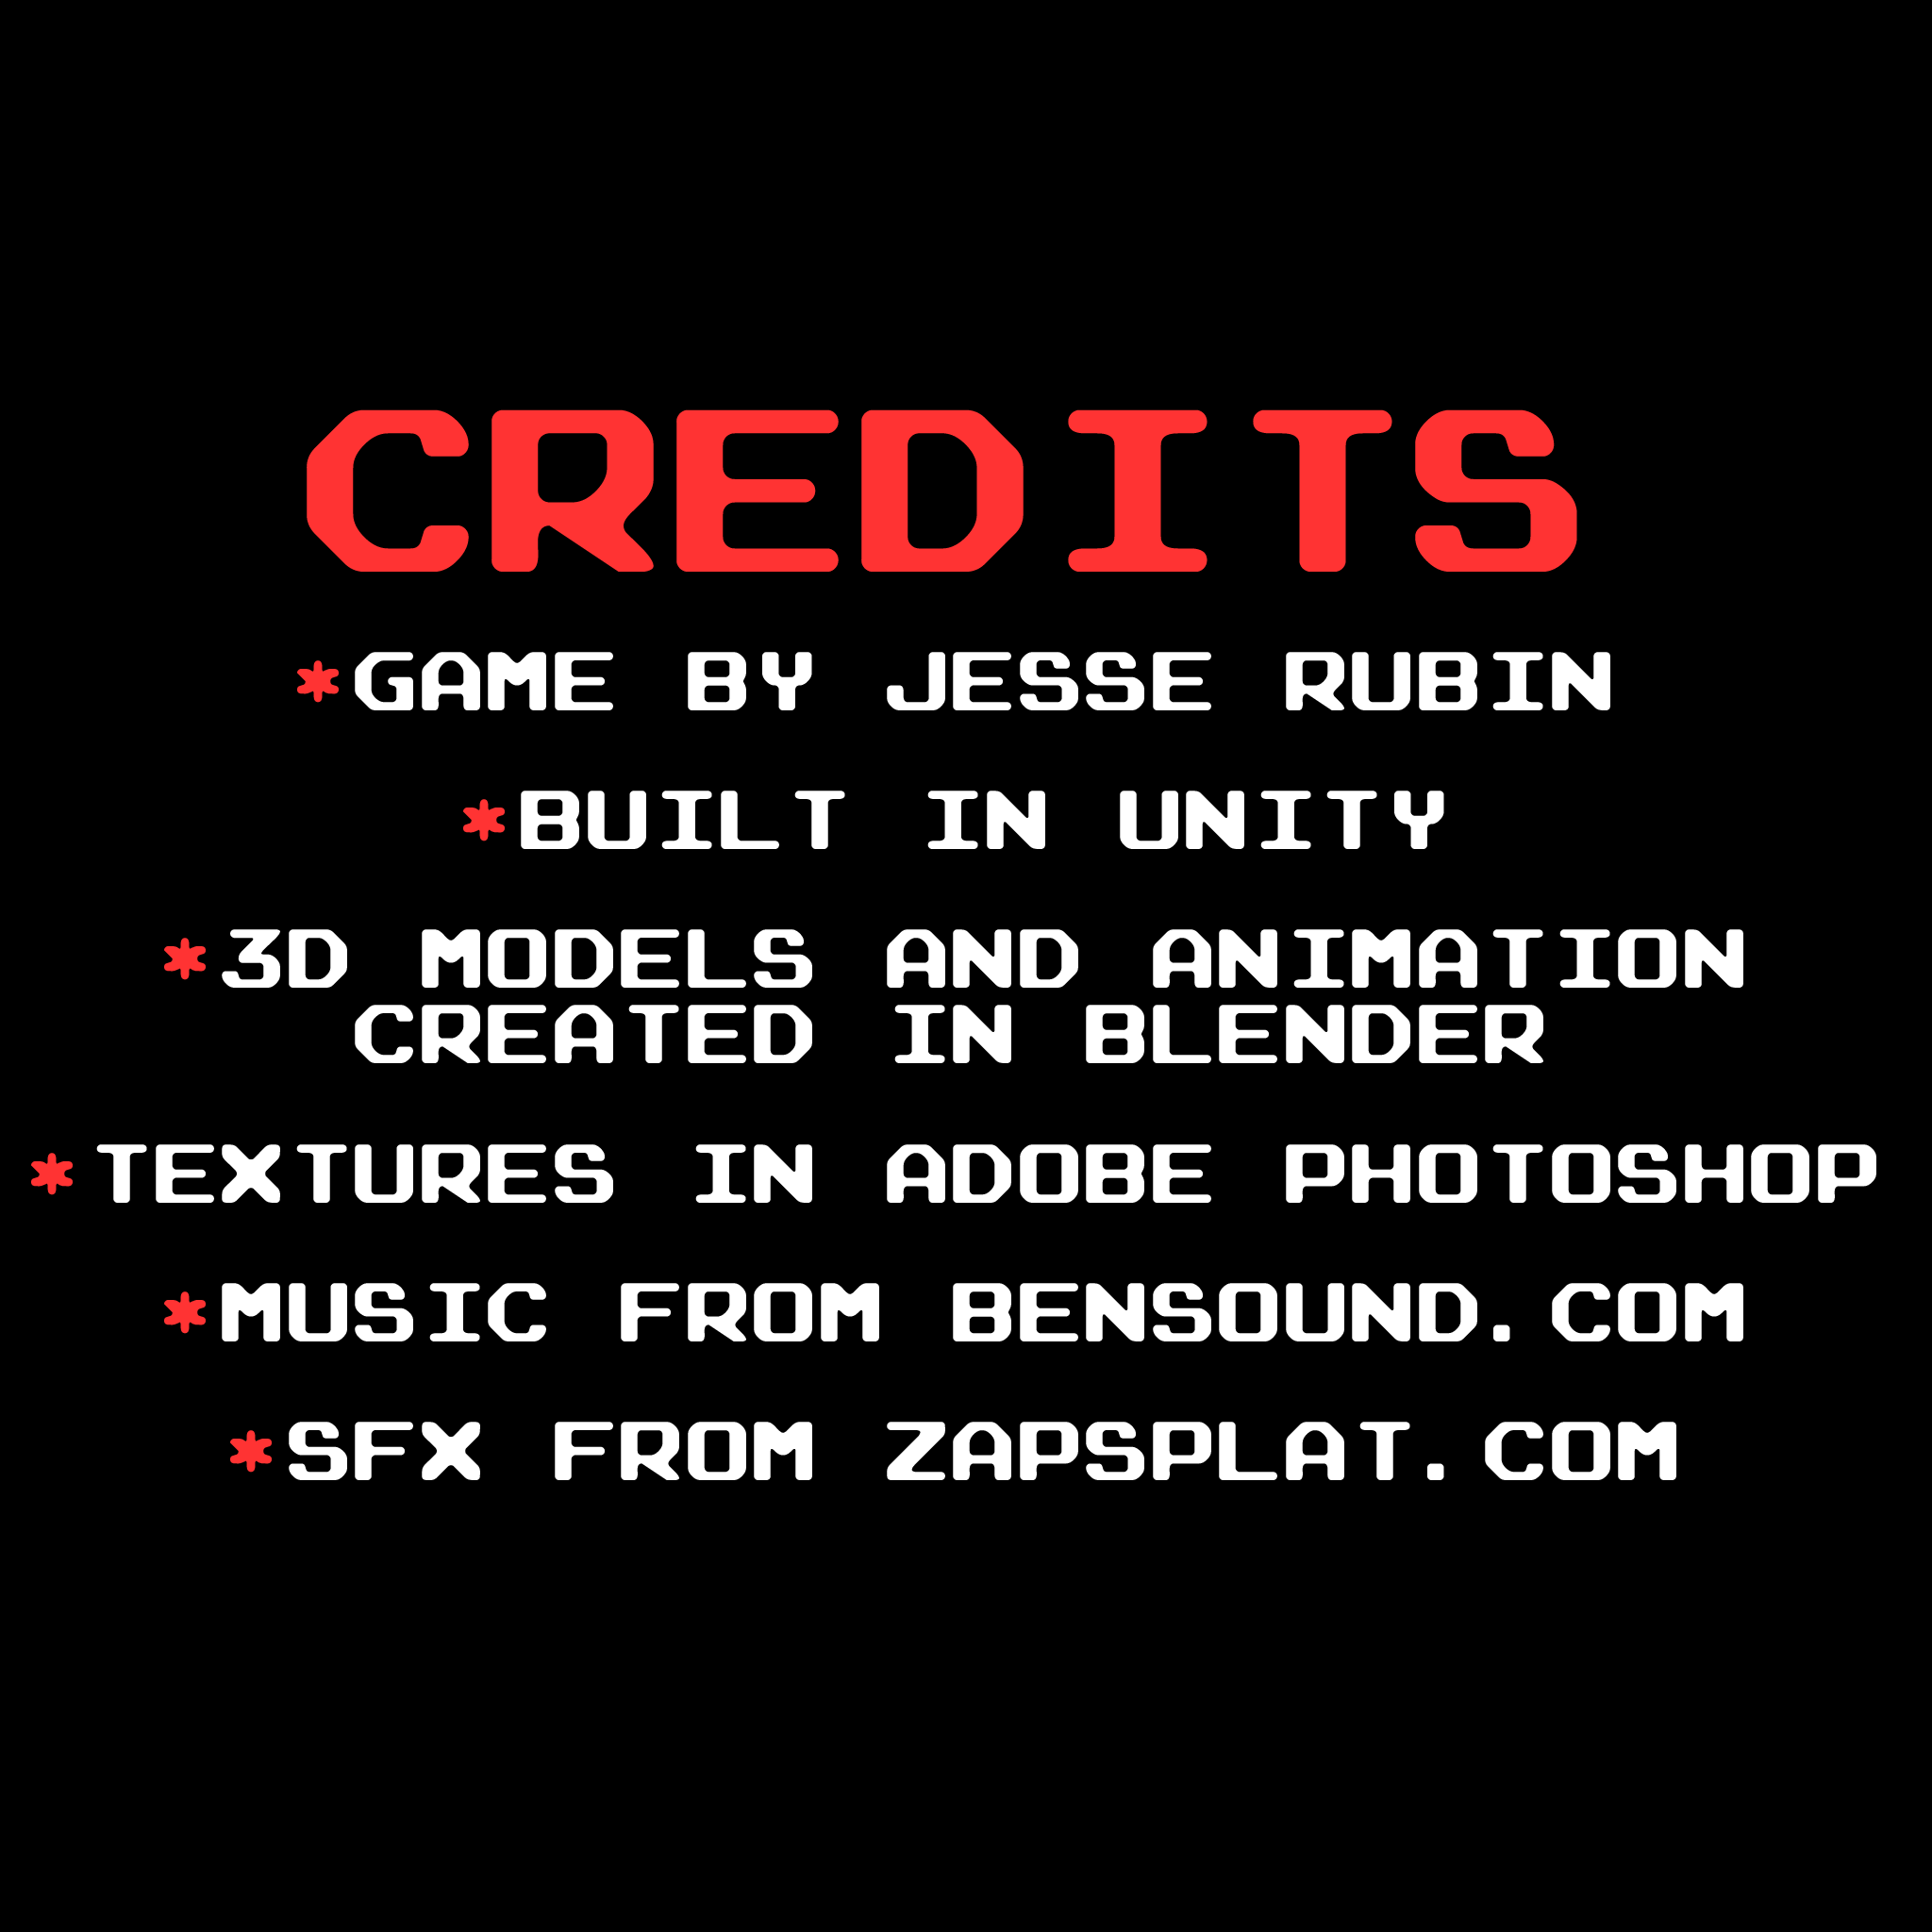 CREDITS
*GAME BY JESSE RUBIN
*BUILT IN UNITY
*3D MODELS AND ANIMATION
CREATED IN BLENDER
*TEXTURES IN ADOBE PHOTOSHOP
*MUSIC FROM BENSOUND.COM
*SFX FROM ZAPSPLAT.COM